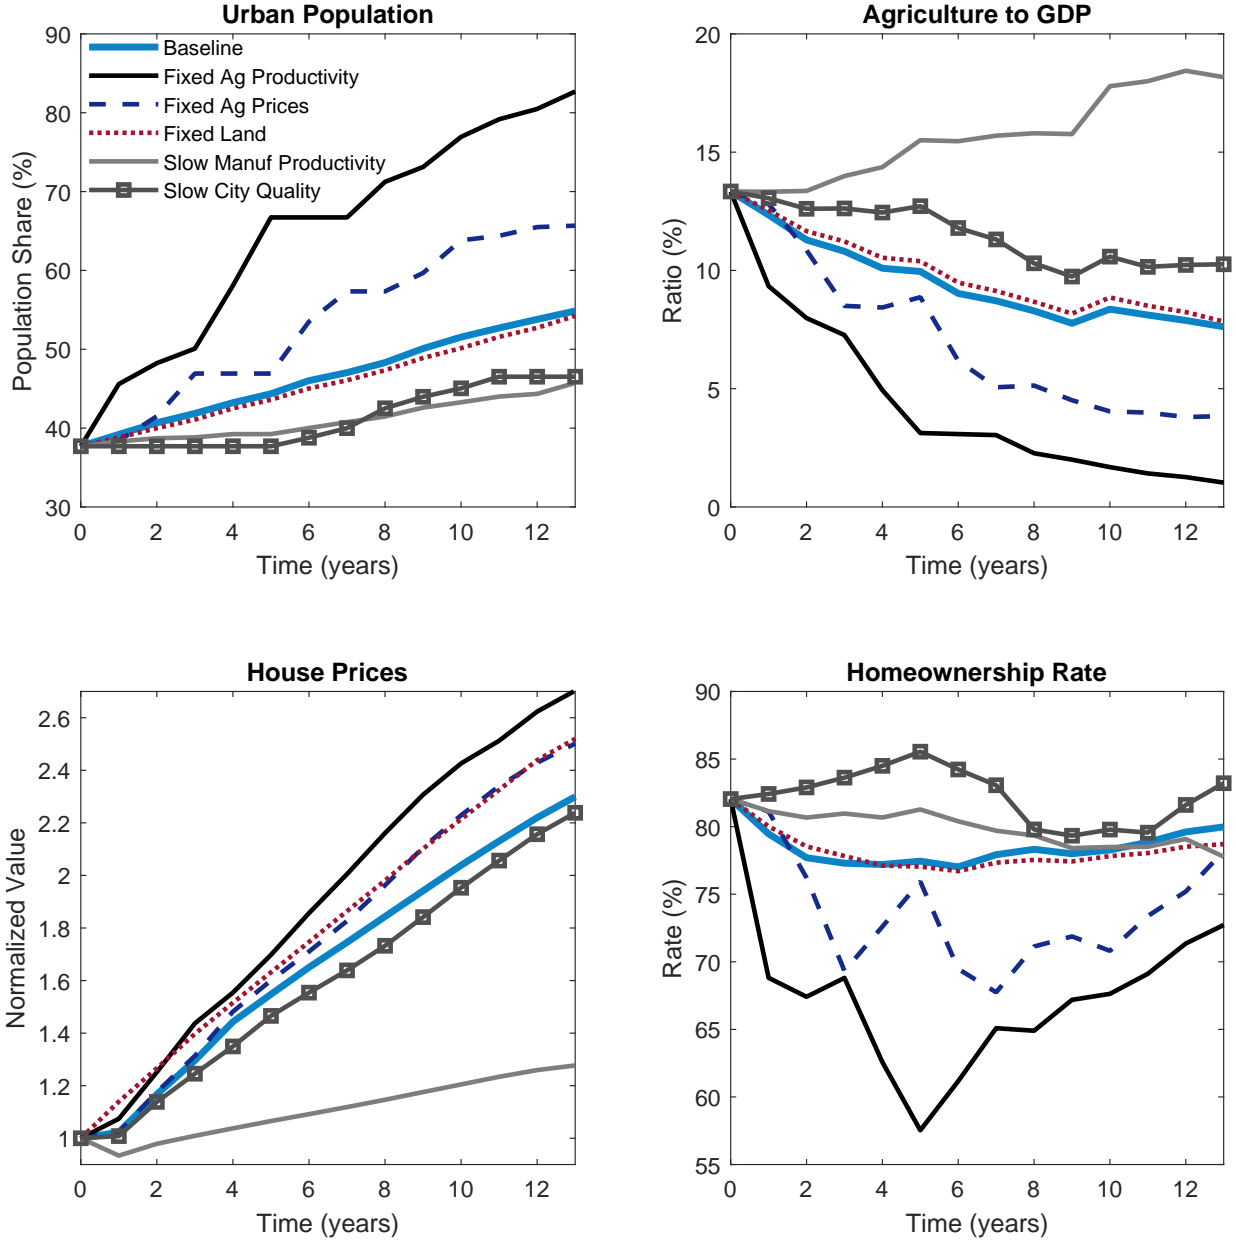 Urban Population
90
80
70
60
50
40
30
Population Share (%)
Baseline
Fixed Ag Productivity
Fixed Ag Prices
Fixed Land
Slow Manuf Productivity
Slow City Quality
0 2 4 6 8 10 12
Time (years)
Agriculture to GDP
20
15
10
5
0
Ratio (%)
0 2 4 6 8 10 12
Time (years)
House Prices
2.6
2.4
2.2
2
1.8
1.6
1.4
1.2
1
Normalized Value
0 2 4 6 8 10 12
Time (years)
Homeownership Rate
90
85
80
75
70
65
60
55
Rate (%)
0 2 4 6 8 10 12
Time (years)